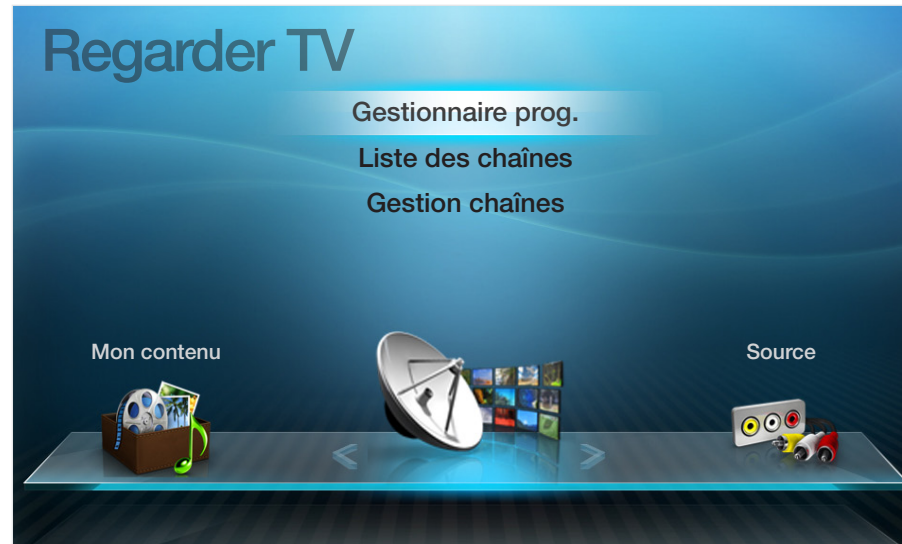 Regarder TV
Gestionnaire prog.
Liste des chaînes
Gestion chaînes
Mon contenu
Source